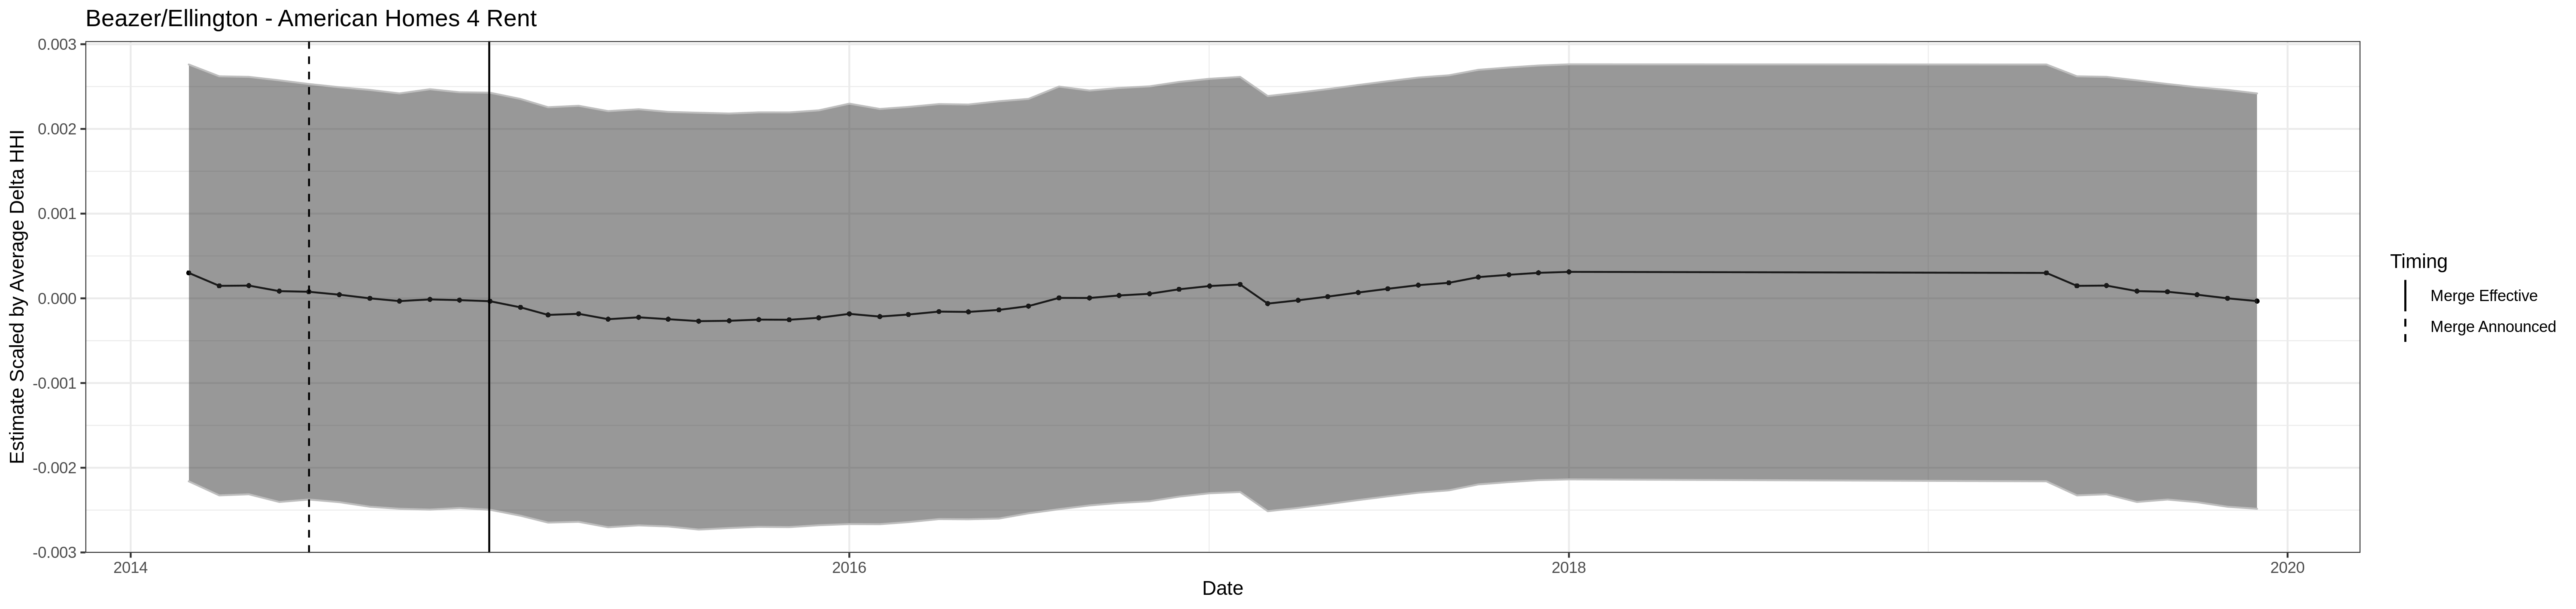 Beazer/Ellington - American Homes 4 Rent
Estimate Scaled by Average Delta HHI
0.003
0.002
0.001
0.000
-0.001
-0.002
-0.003
2014
2016
2018
2020
Date
Timing
Merge Effective
Merge Announced